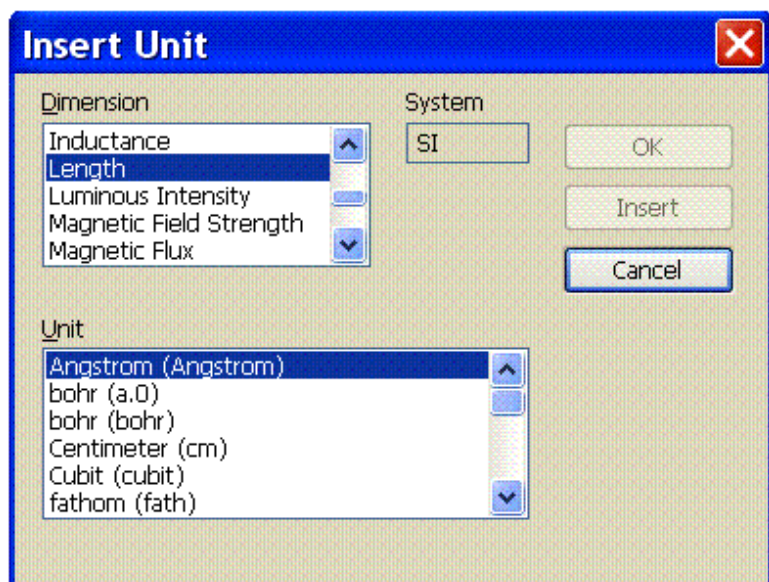 Insert Unit
Dimension
System
Inductance
Length
Luminous Intensity
Magnetic Field Strength
Magnetic Flux
SI
OK
Insert
Cancel
Unit
Angstrom (Angstrom)
bohr (a.0)
bohr (bohr)
Centimeter (cm)
Cubit (cubit)
fathom (fath)